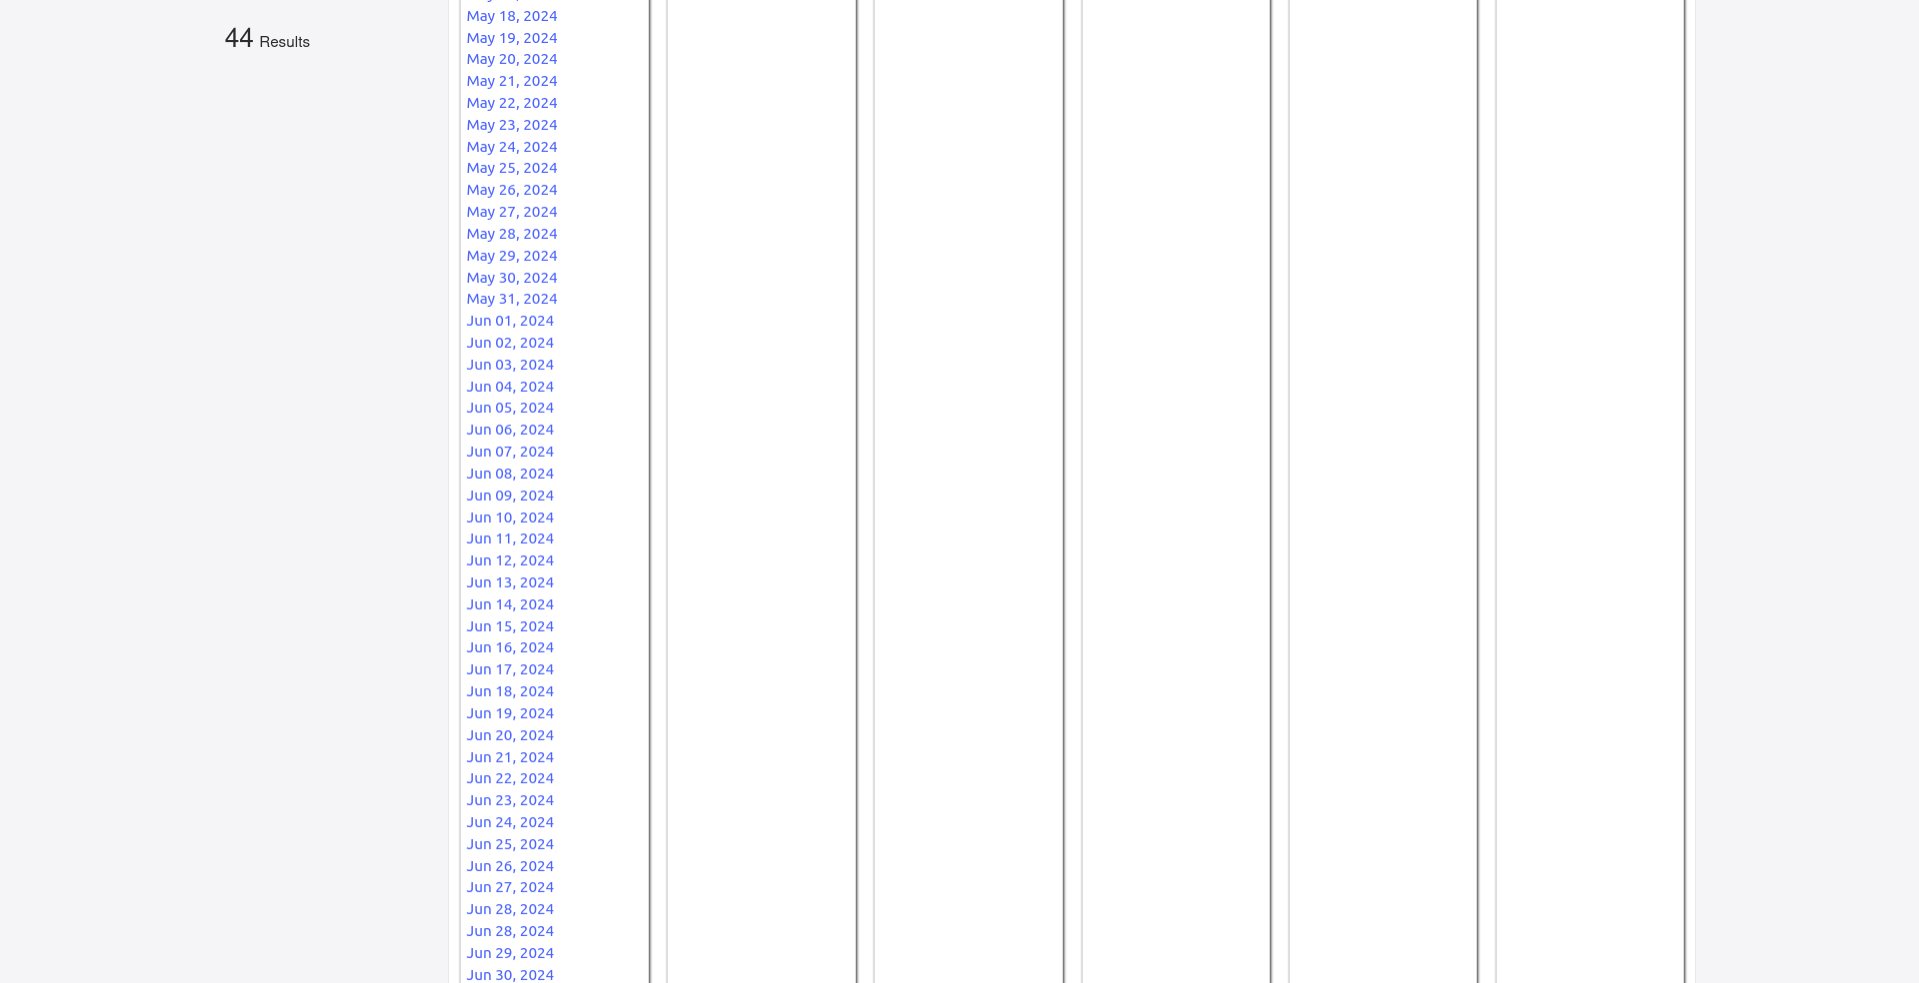 44 Results
May 18, 2024
May 19, 2024
May 20, 2024
May 21, 2024
May 22, 2024
May 23, 2024
May 24, 2024
May 25, 2024
May 26, 2024
May 27, 2024
May 28, 2024
May 29, 2024
May 30, 2024
May 31, 2024
Jun 01, 2024
Jun 02, 2024
Jun 03, 2024
Jun 04, 2024
Jun 05, 2024
Jun 06, 2024
Jun 07, 2024
Jun 08, 2024
Jun 09, 2024
Jun 10, 2024
Jun 11, 2024
Jun 12, 2024
Jun 13, 2024
Jun 14, 2024
Jun 15, 2024
Jun 16, 2024
Jun 17, 2024
Jun 18, 2024
Jun 19, 2024
Jun 20, 2024
Jun 21, 2024
Jun 22, 2024
Jun 23, 2024
Jun 24, 2024
Jun 25, 2024
Jun 26, 2024
Jun 27, 2024
Jun 28, 2024
Jun 28, 2024
Jun 29, 2024
Jun 30, 2024